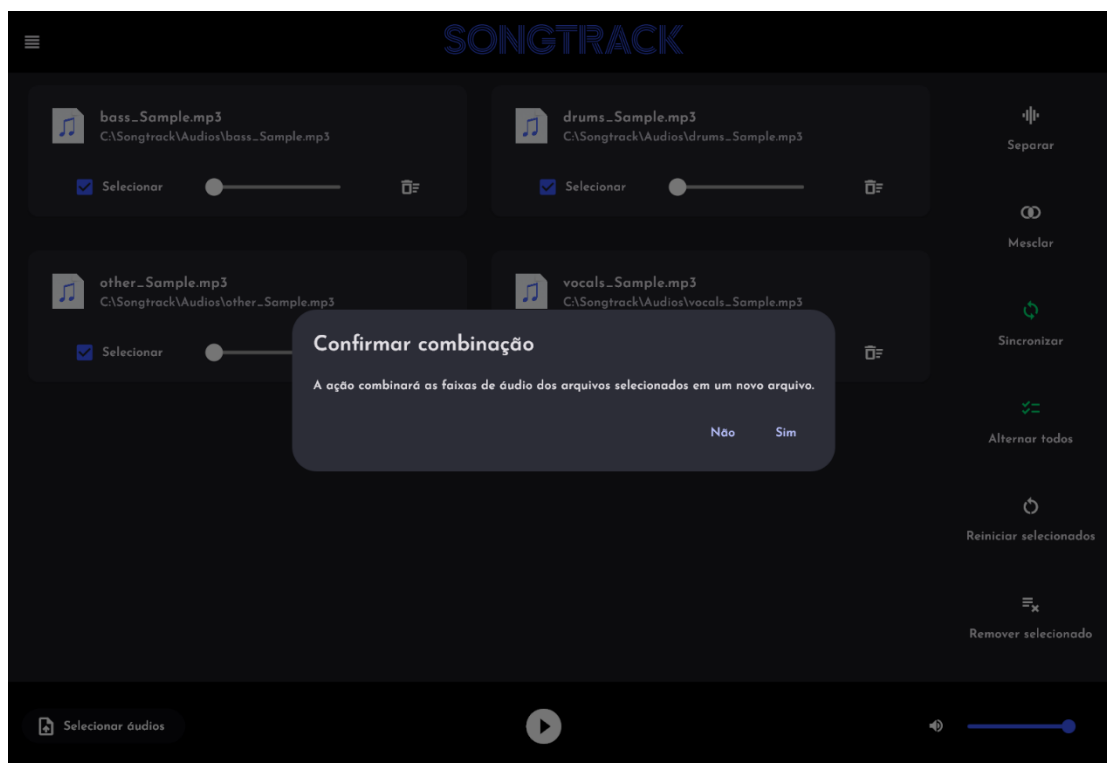 SONGTRACK
bass_Sample.mp3
C:\Songtrack\Audios\bass_Sample.mp3
Selecionar
drums_Sample.mp3
C:\Songtrack\Audios\drums_Sample.mp3
Selecionar
other_Sample.mp3
C:\Songtrack\Audios\other_Sample.mp3
Selecionar
vocals_Sample.mp3
C:\Songtrack\Audios\vocals_Sample.mp3
Confirmar combinação
A ação combinará as faixas de áudio dos arquivos selecionados em um novo arquivo.
Não
Sim
Separar
Mesclar
Sincronizar
Alternar todos
Reiniciar selecionados
Remover selecionado
Selecionar áudios